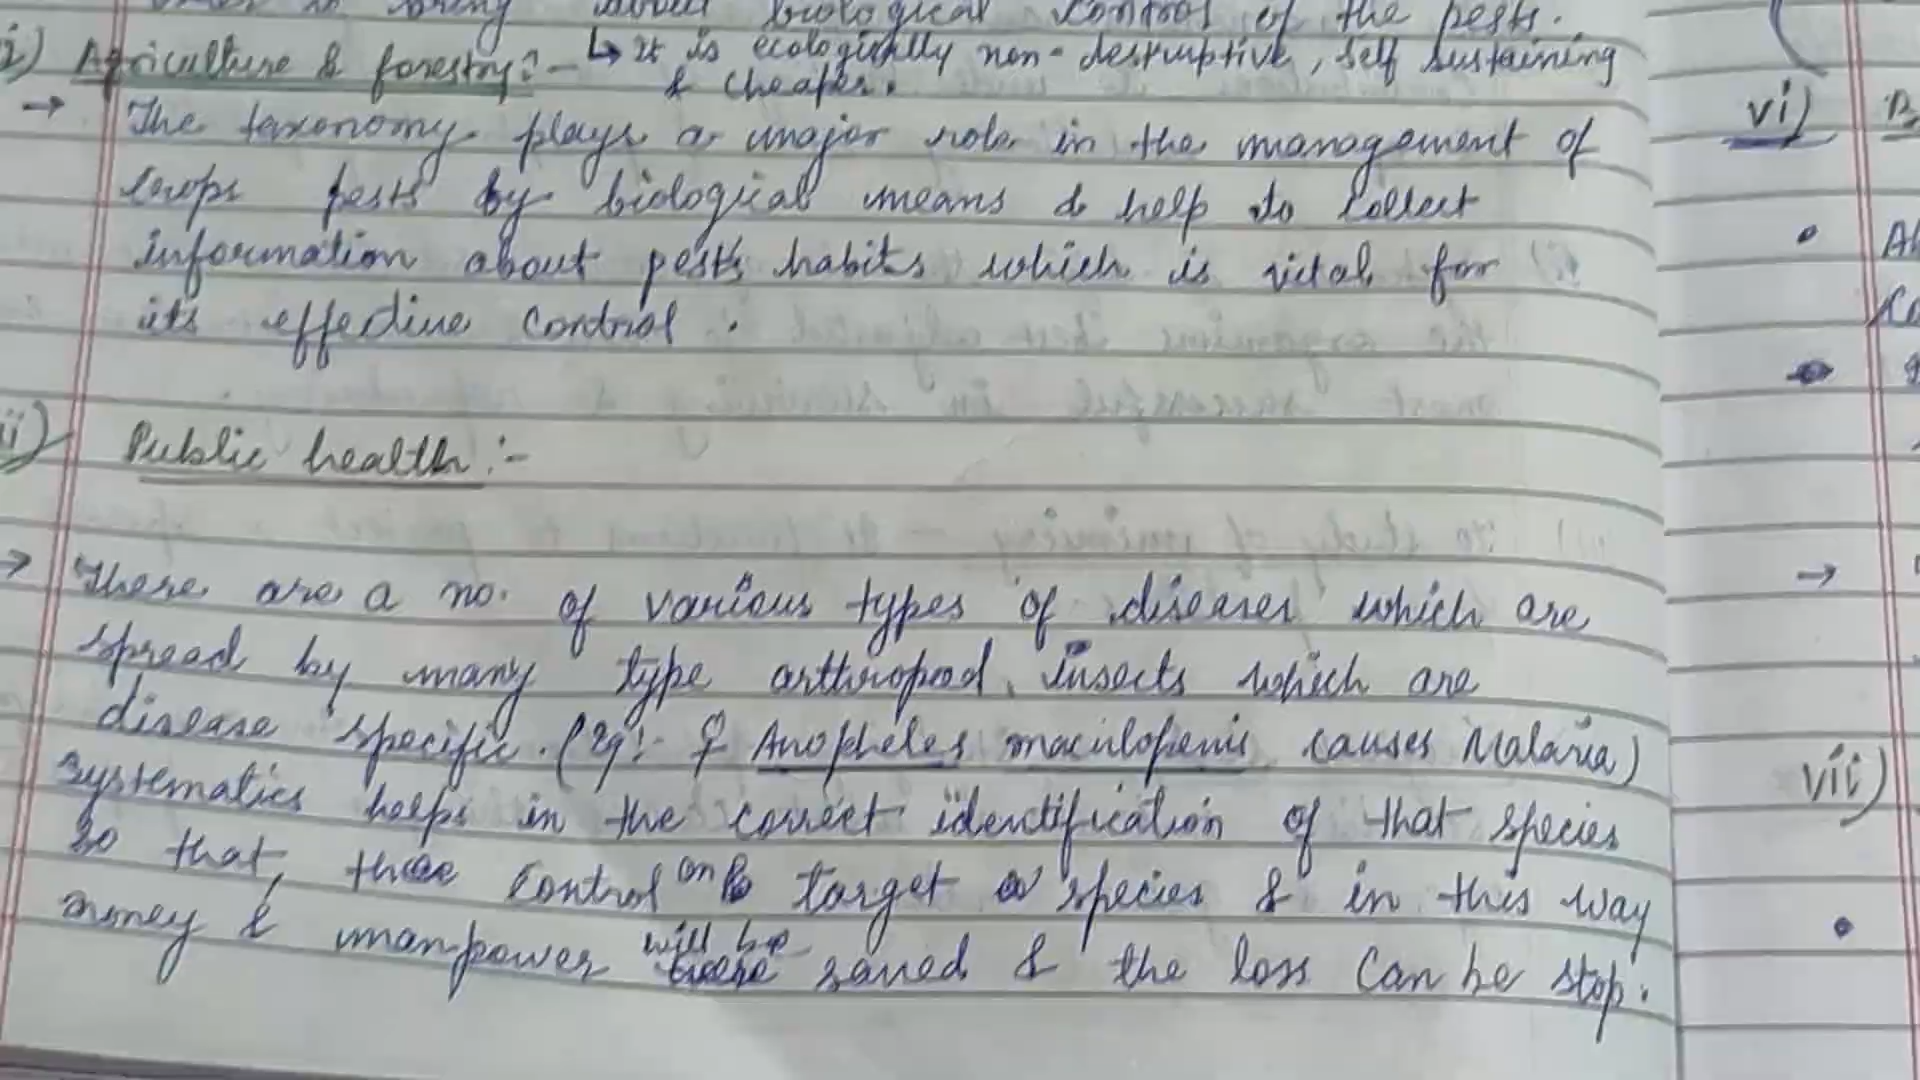 about biological control of the pests.
i) Agriculture & forestry:- ↳ It is ecologically non-destruptive, self sustaining
& cheaper.
→ The taxonomy plays a major role in the management of
crops pests by biological means & help to collect
information about pest's habits which is vital for
its effective control.
ii) Public health:-
→ There are a no. of various types of diseases which are
spread by many type arthropod insects which are
disease specific. (eg:- ♀ Anopheles maculopenis causes Malaria)
systematics helps in the correct identification of that species
so that, control on target species & in this way
money & manpower will be saved & the loss can be stop.
vi)
→
vii)